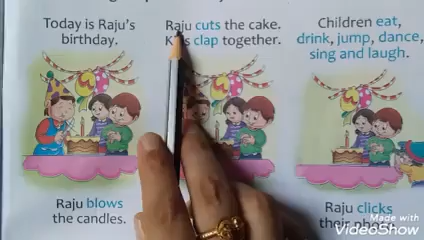 Today is Raju's
birthday.
Raju cuts the cake.
clap together.
Children eat,
drink, jump, dance,
sing and laugh.
Raju blows
the candles.
Raju clicks
their
Made with
VivaVideo